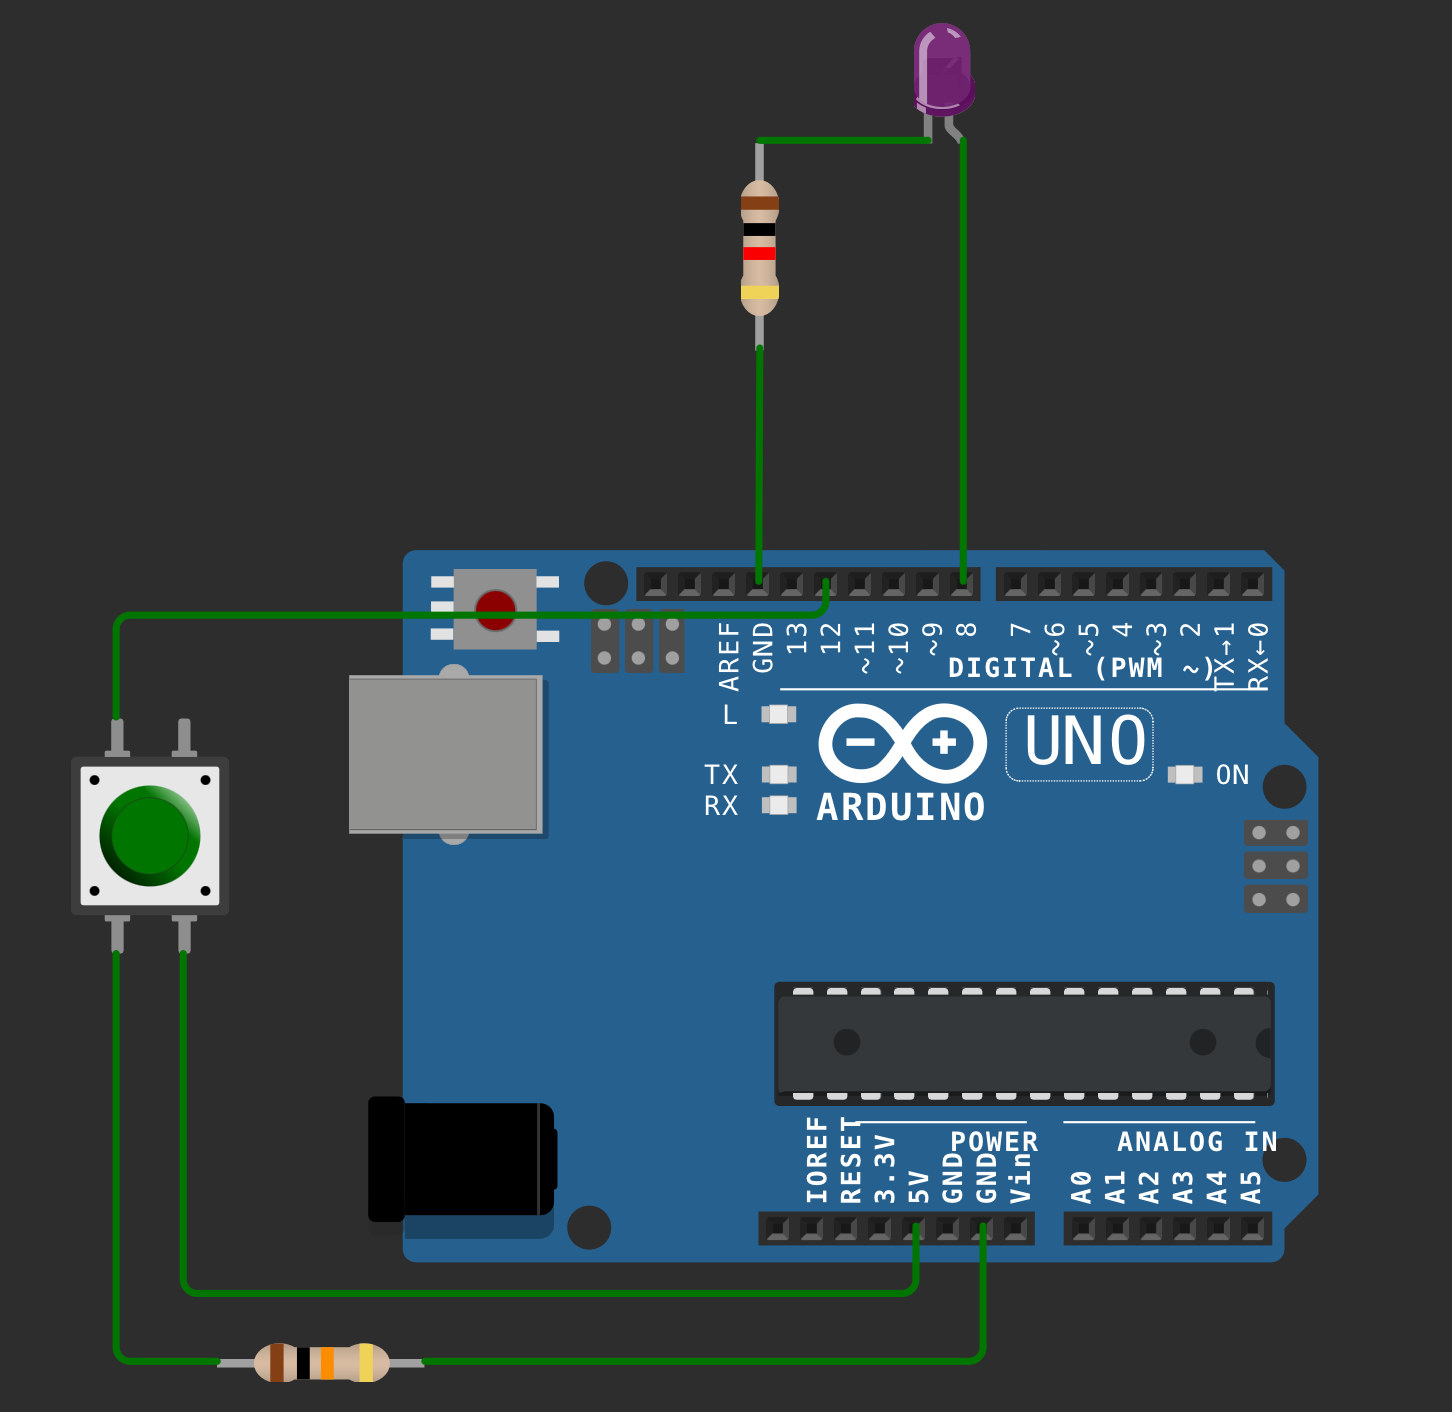 AREF
GND
13
12
~11
~10
~9
8
7
~6
~5
4
~3
2
TX→1
RX←0
DIGITAL (PWM ~)
L
TX
RX
UNO
ON
ARDUINO
IOREF
RESET
3.3V
5V
GND
GND
Vin
POWER
ANALOG IN
A0
A1
A2
A3
A4
A5